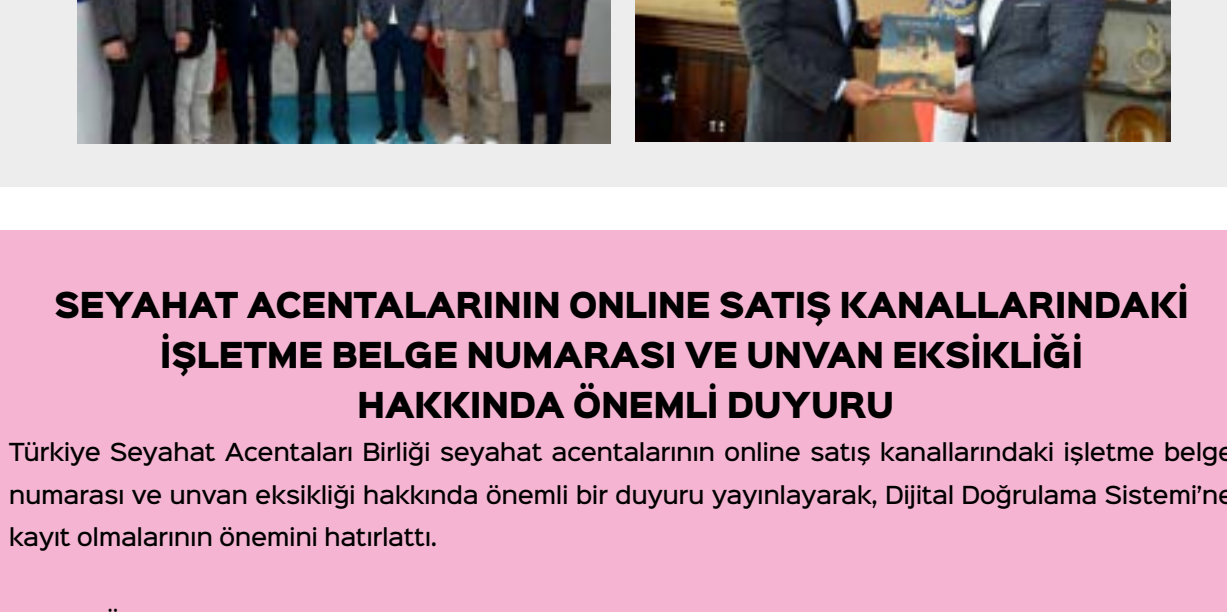 SEYAHAT ACENTALARININ ONLINE SATIŞ KANALLARINDAKİ
İŞLETME BELGE NUMARASI VE UNVAN EKSİKLİĞİ
HAKKINDA ÖNEMLİ DUYURU
Türkiye Seyahat Acentaları Birliği seyahat acentalarının online satış kanallarındaki işletme belge
numarası ve unvan eksikliği hakkında önemli bir duyuru yayınlayarak, Dijital Doğrulama Sistemi’ne
kayıt olmalarının önemini hatırlattı.